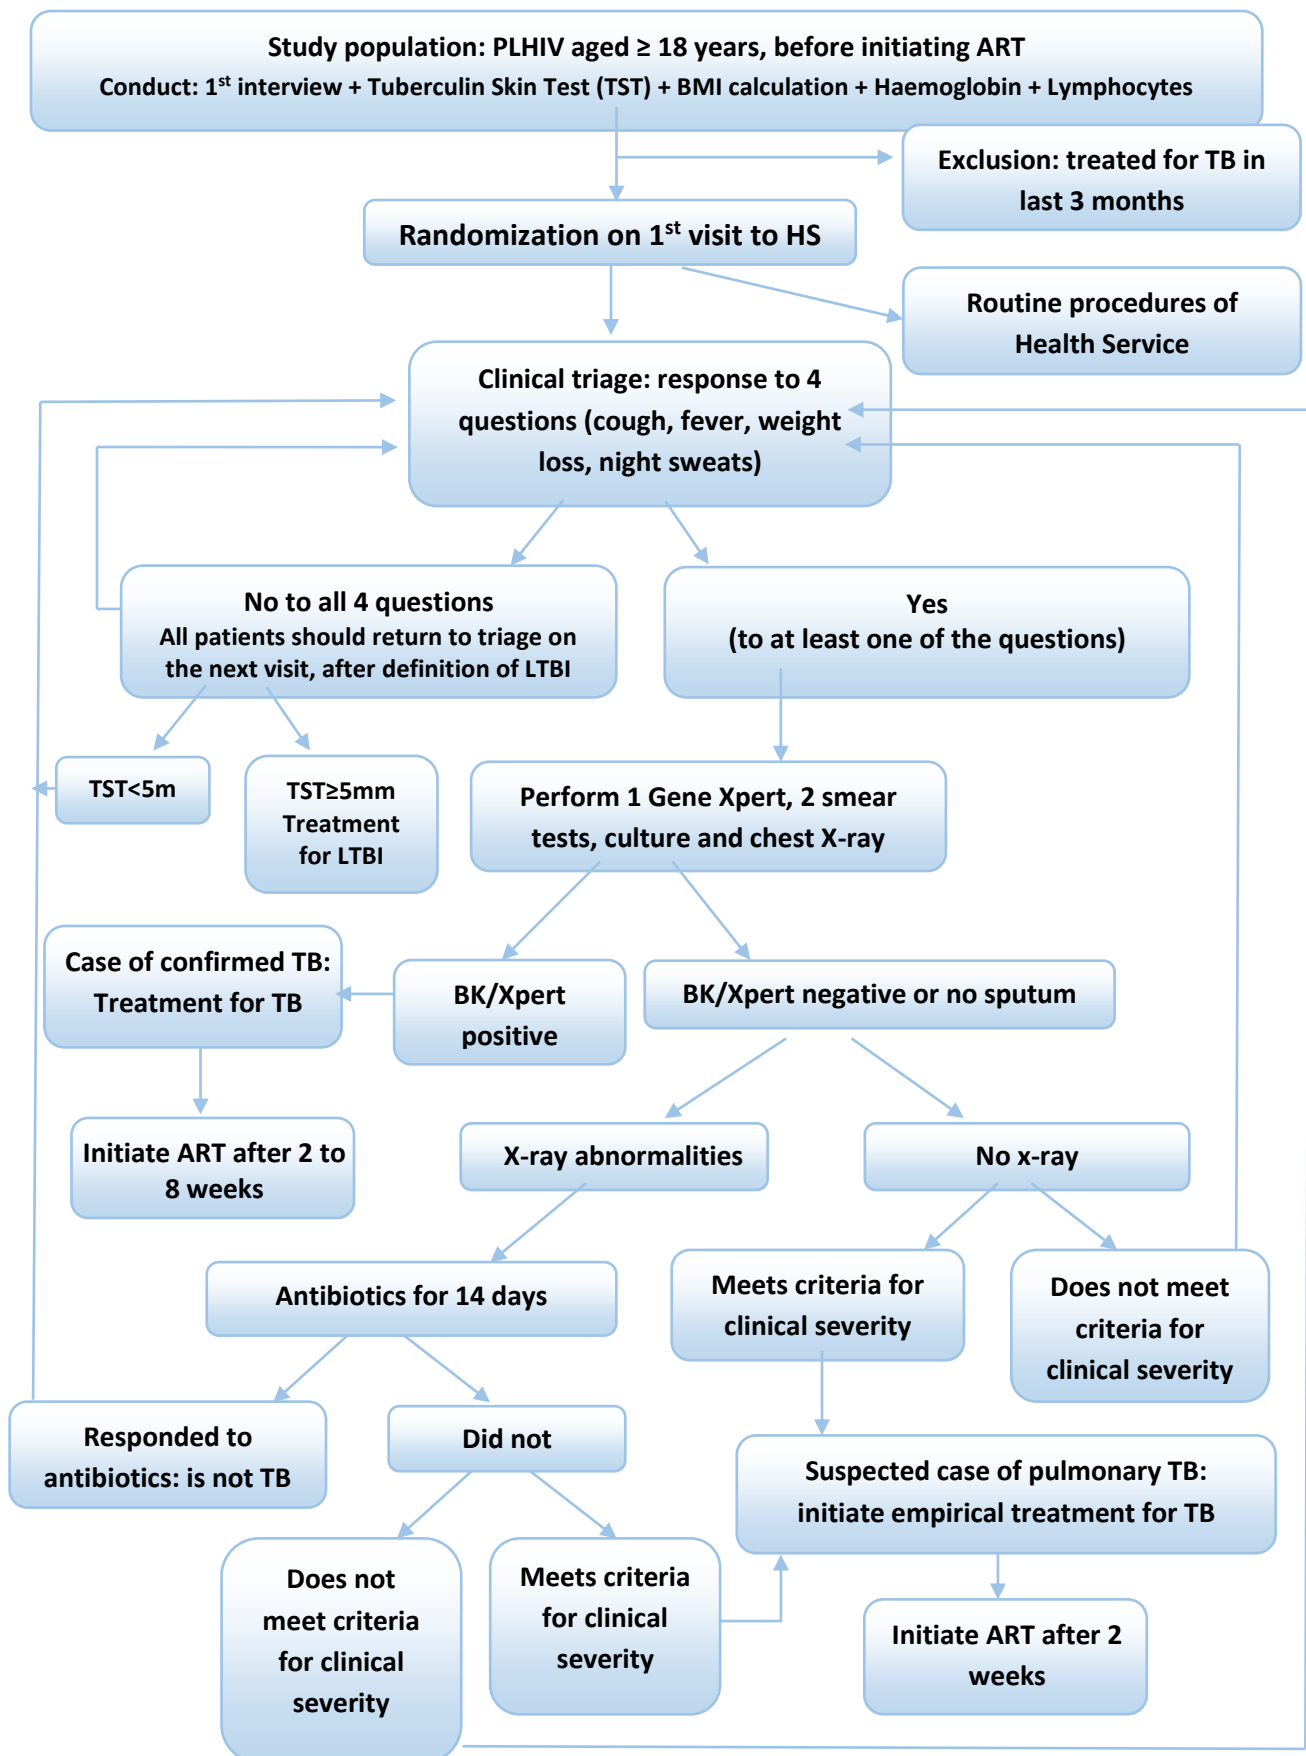 Study population: PLHIV aged ≥ 18 years, before initiating ART
Conduct: 1st interview + Tuberculin Skin Test (TST) + BMI calculation + Haemoglobin + Lymphocytes
Exclusion: treated for TB in
last 3 months
Randomization on 1st visit to HS
Routine procedures of
Health Service
Clinical triage: response to 4
questions (cough, fever, weight
loss, night sweats)
No to all 4 questions
All patients should return to triage on
the next visit, after definition of LTBI
Yes
(to at least one of the questions)
TST<5m
TST≥5mm
Treatment
for LTBI
Perform 1 Gene Xpert, 2 smear
tests, culture and chest X-ray
Case of confirmed TB:
Treatment for TB
BK/Xpert
positive
BK/Xpert negative or no sputum
Initiate ART after 2 to
8 weeks
X-ray abnormalities
No x-ray
Antibiotics for 14 days
Meets criteria for
clinical severity
Does not meet
criteria for
clinical severity
Responded to
antibiotics: is not TB
Did not
Suspected case of pulmonary TB:
initiate empirical treatment for TB
Does not
meet criteria
for clinical
severity
Meets criteria
for clinical
severity
Initiate ART after 2
weeks